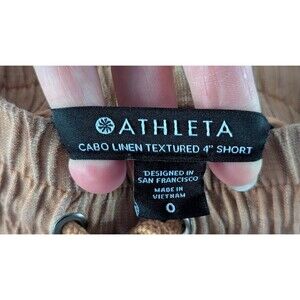 ATHLETA
CABO LINEN TEXTURED 4" SHORT
DESIGNED IN
SAN FRANCISCO
MADE IN
VIETNAM
0